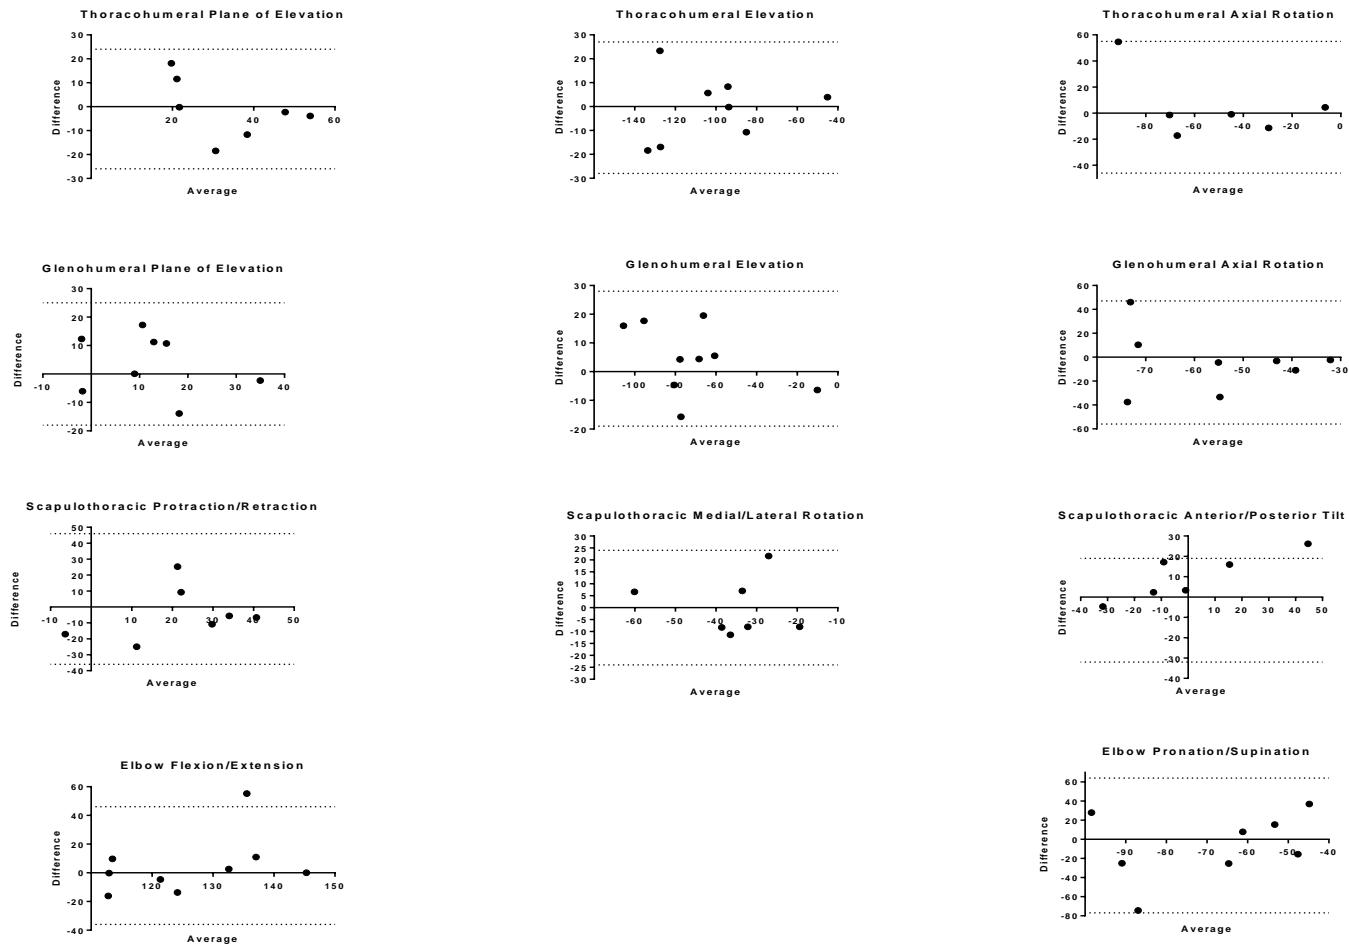 Thoracohumeral Plane of Elevation
30
20
10
0
-10
-20
-30
20 40 60
Difference
Average
Thoracohumeral Elevation
30
20
10
0
-10
-20
-30
-140 -120 -100 -80 -60 -40
Difference
Average
Thoracohumeral Axial Rotation
60
40
20
0
-20
-40
-80 -60 -40 -20 0
Difference
Average
Glenohumeral Plane of Elevation
30
20
10
0
-10
-20
-10 10 20 30 40
Difference
Average
Glenohumeral Elevation
30
20
10
0
-10
-20
-100 -80 -60 -40 -20 0
Difference
Average
Glenohumeral Axial Rotation
60
40
20
0
-20
-40
-60
-70 -60 -50 -40 -30
Difference
Average
Scapulothoracic Protraction/Retraction
50
40
30
20
10
0
-10
-20
-30
-40
-10 10 20 30 40 50
Difference
Average
Scapulothoracic Medial/Lateral Rotation
30
25
20
25
15
5
0
-5
-10
-15
-20
-25
-30
-60 -50 -40 -30 -20 -10
Difference
Average
Scapulothoracic Anterior/Posterior Tilt
30
20
10
-10
-20
-30
-40
-40 -30 -20 -10 10 20 30 40 50
Difference
Average
Elbow Flexion/Extension
60
40
20
0
-20
-40
120 130 140 150
Difference
Average
Elbow Pronation/Supination
60
40
20
0
-20
-40
-60
-80
-90 -80 -70 -60 -50 -40
Difference
Average